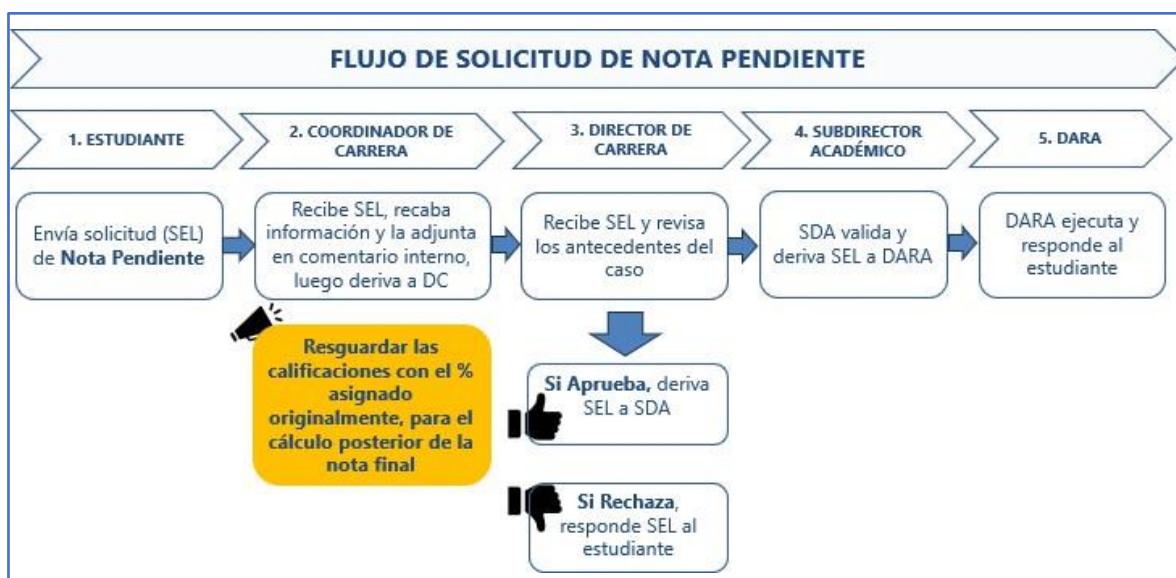 FLUJO DE SOLICITUD DE NOTA PENDIENTE
1. ESTUDIANTE
2. COORDINADOR DE
CARRERA
3. DIRECTOR DE
CARRERA
4. SUBDIRECTOR
ACADÉMICO
5. DARA
Envía solicitud (SEL)
de Nota Pendiente
Recibe SEL, recaba
información y la adjunta
en comentario interno,
luego deriva a DC
Recibe SEL y revisa
los antecedentes del
caso
SDA valida y
deriva SEL a DARA
DARA ejecuta y
responde al
estudiante
Resguardar las
calificaciones con el %
asignado
originalmente, para el
cálculo posterior de la
nota final
Si Aprueba, deriva
SEL a SDA
Si Rechaza,
responde SEL al
estudiante